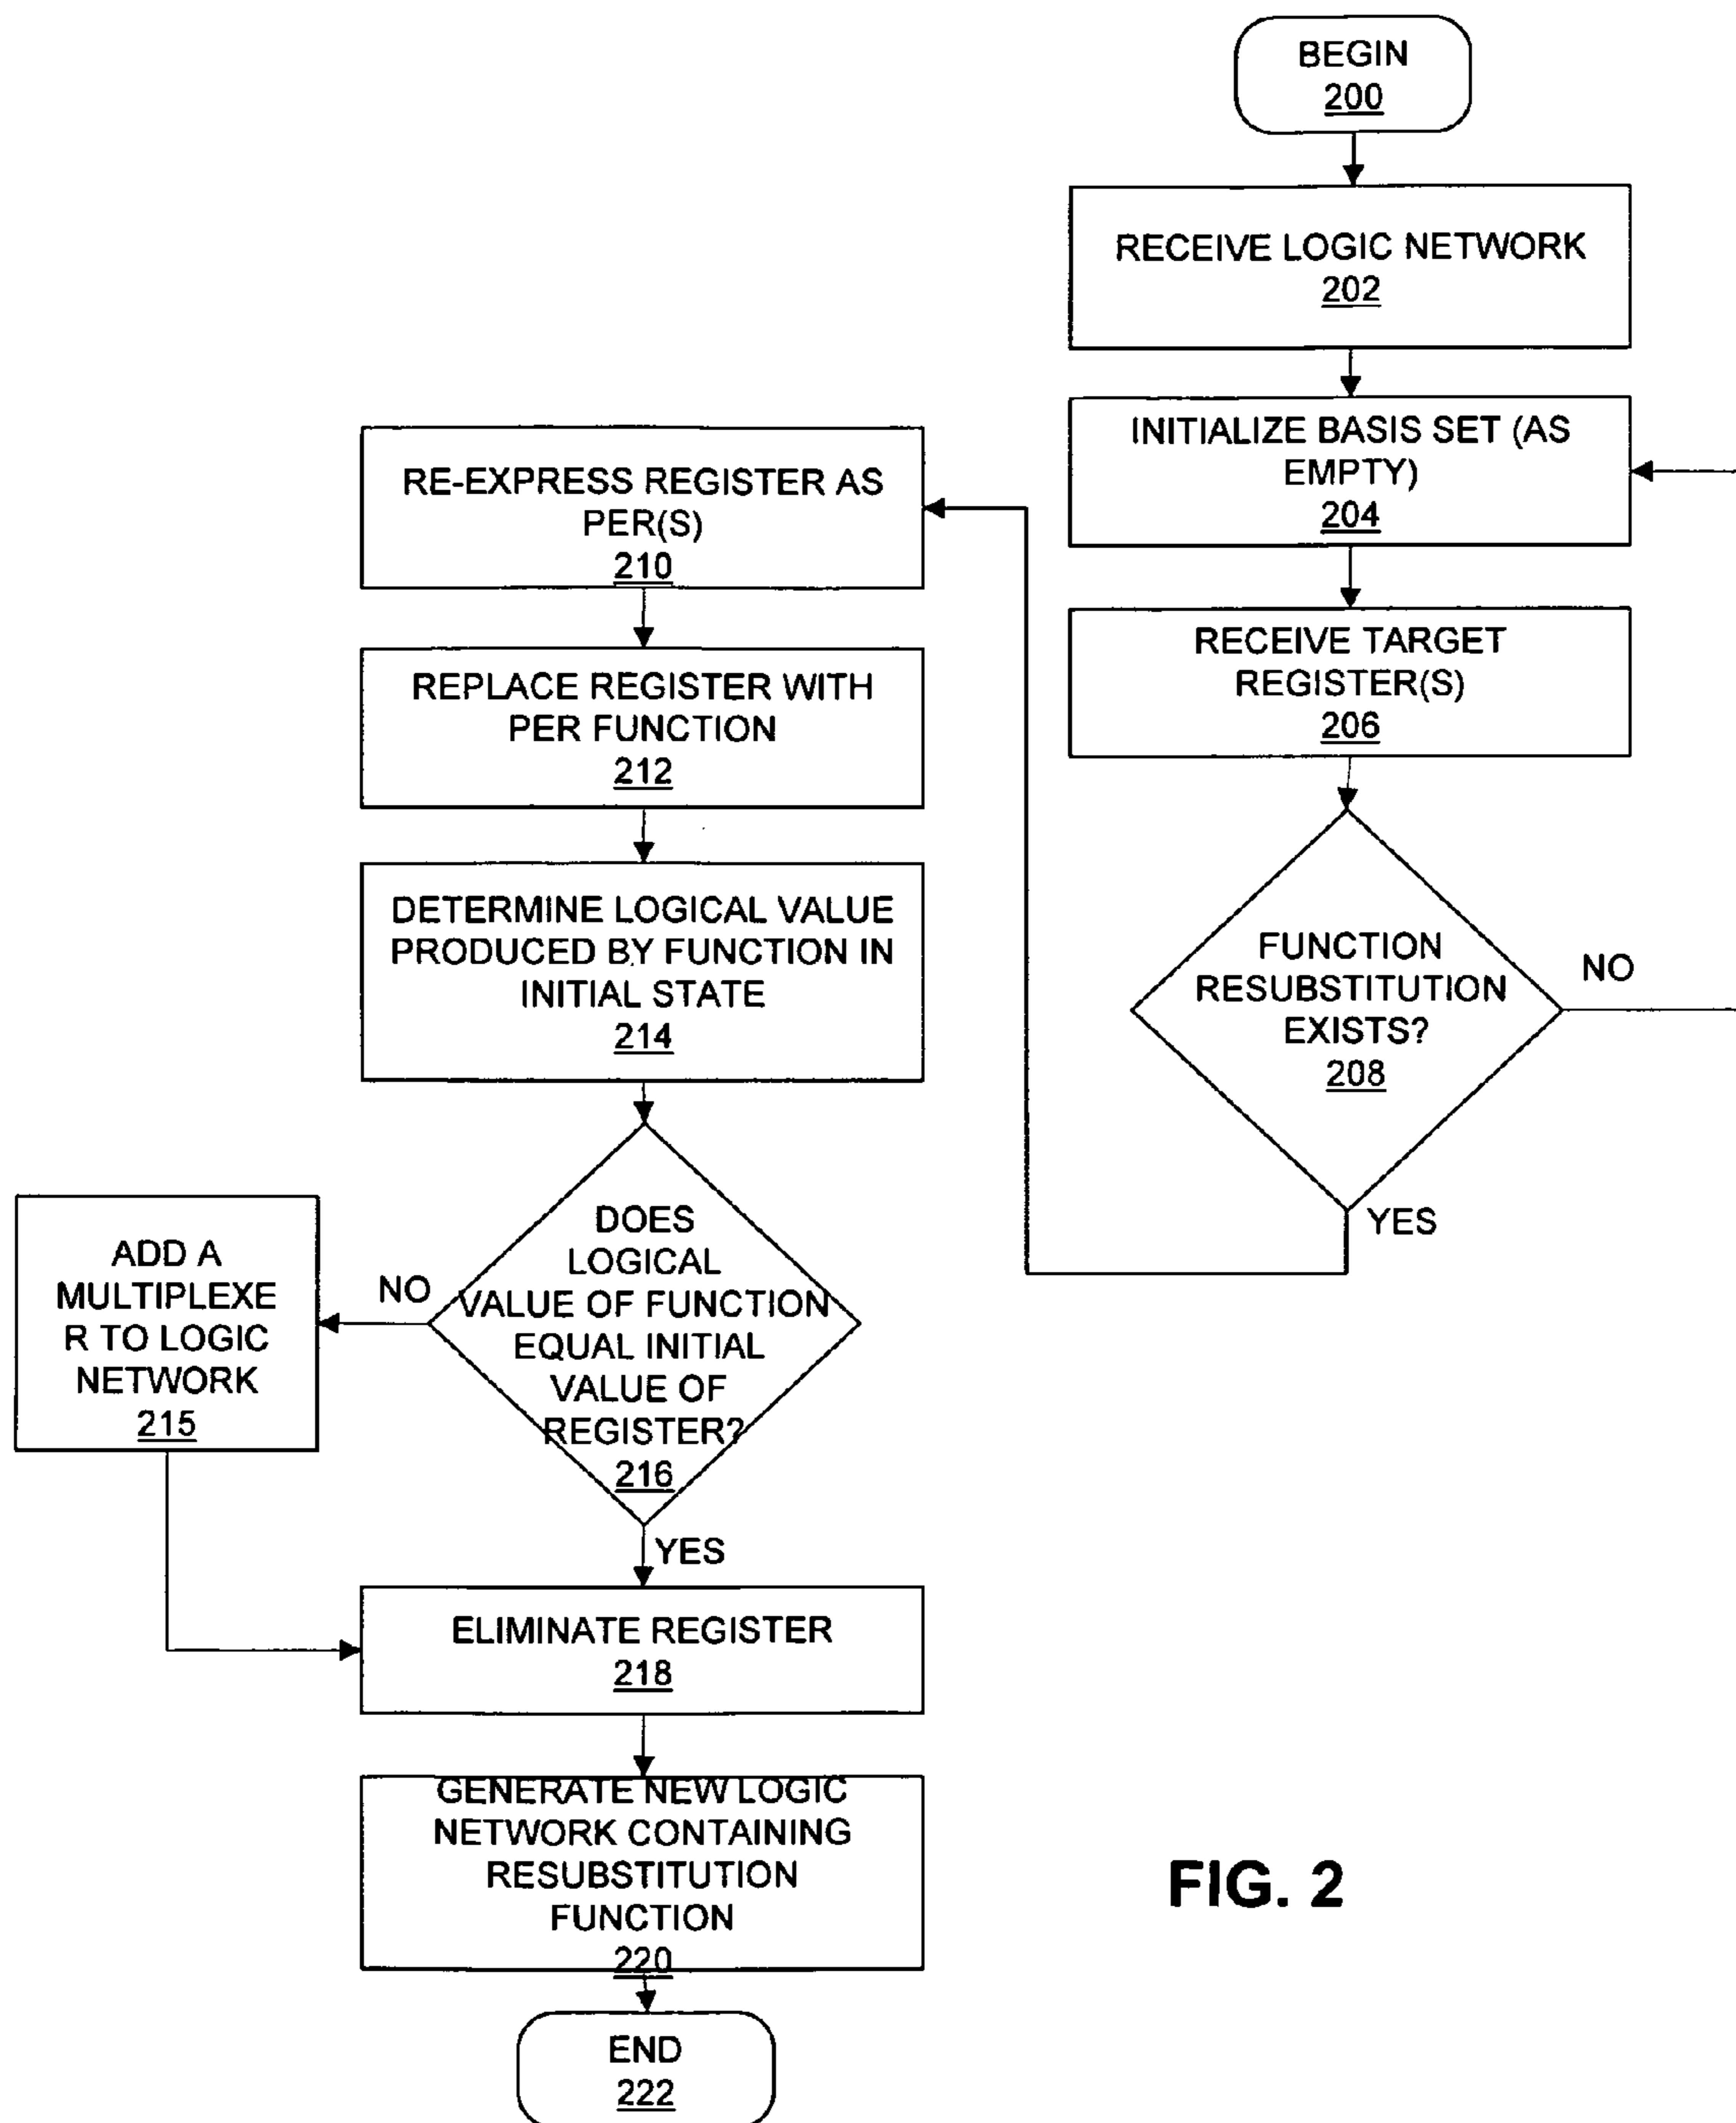 BEGIN
200
RECEIVE LOGIC NETWORK
202
INITIALIZE BASIS SET (AS
EMPTY)
204
RECEIVE TARGET
REGISTER(S)
206
FUNCTION
RESUBSTITUTION
EXISTS?
208
NO
YES
RE-EXPRESS REGISTER AS
PER(S)
210
REPLACE REGISTER WITH
PER FUNCTION
212
DETERMINE LOGICAL VALUE
PRODUCED BY FUNCTION IN
INITIAL STATE
214
DOES
LOGICAL
VALUE OF FUNCTION
EQUAL INITIAL
VALUE OF
REGISTER?
216
NO
ADD A
MULTIPLEXE
R TO LOGIC
NETWORK
215
YES
ELIMINATE REGISTER
218
GENERATE NEW LOGIC
NETWORK CONTAINING
RESUBSTITUTION
FUNCTION
220
END
222
FIG. 2